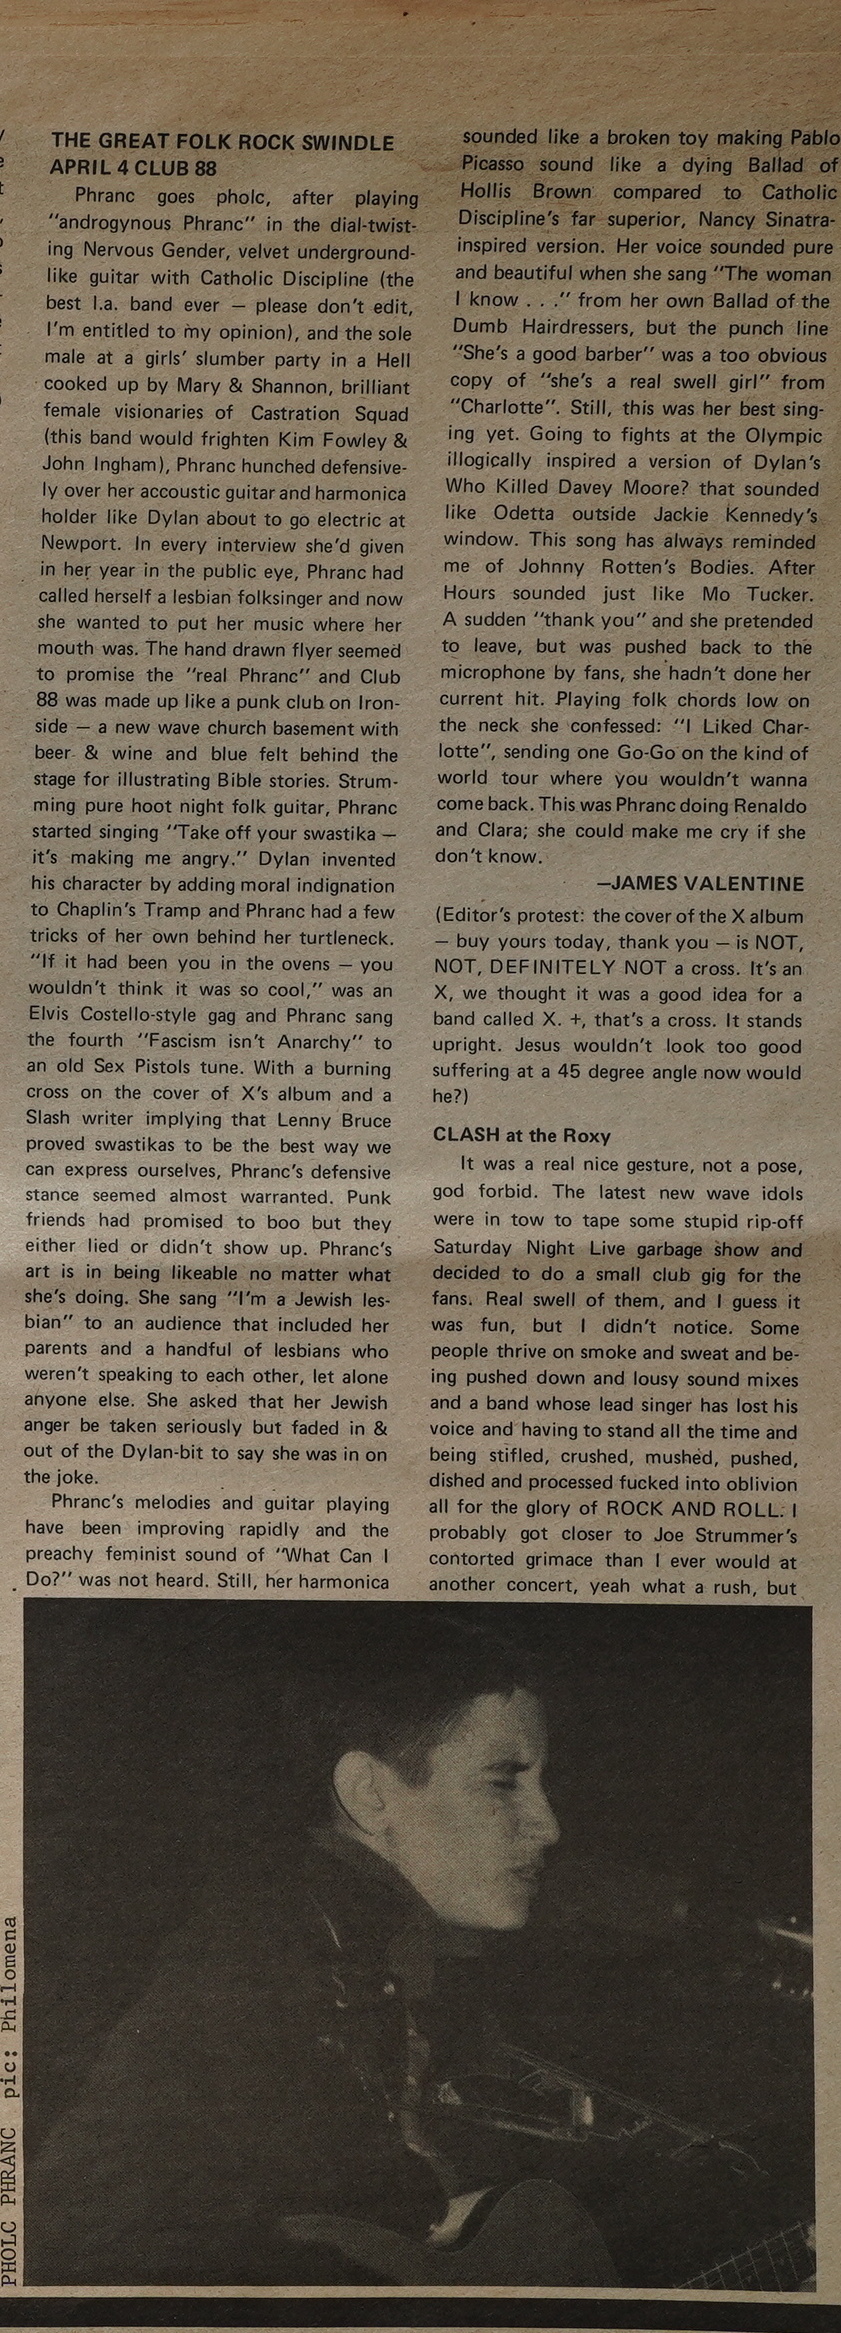 THE GREAT FOLK ROCK SWINDLE
APRIL 4 CLUB 88
Phranc goes pholc, after playing
"androgynous Phranc" in the dial-twist-
ing Nervous Gender, velvet underground-
like guitar with Catholic Discipline (the
best l.a. band ever — please don't edit,
I'm entitled to my opinion), and the sole
male at a girls' slumber party in a Hell
cooked up by Mary & Shannon, brilliant
female visionaries of Castration Squad
(this band would frighten Kim Fowley &
John Ingham), Phranc hunched defensive-
ly over her accoustic guitar and harmonica
holder like Dylan about to go electric at
Newport. In every interview she'd given
in her year in the public eye, Phranc had
called herself a lesbian folksinger and now
she wanted to put her music where her
mouth was. The hand drawn flyer seemed
to promise the "real Phranc" and Club
88 was made up like a punk club on Iron-
side — a new wave church basement with
beer & wine and blue felt behind the
stage for illustrating Bible stories. Strum-
ming pure hoot night folk guitar, Phranc
started singing "Take off your swastika —
it's making me angry." Dylan invented
his character by adding moral indignation
to Chaplin's Tramp and Phranc had a few
tricks of her own behind her turtleneck.
"If it had been you in the ovens — you
wouldn't think it was so cool," was an
Elvis Costello-style gag and Phranc sang
the fourth "Fascism isn't Anarchy" to
an old Sex Pistols tune. With a burning
cross on the cover of X's album and a
Slash writer implying that Lenny Bruce
proved swastikas to be the best way we
can express ourselves, Phranc's defensive
stance seemed almost warranted. Punk
friends had promised to boo but they
either lied or didn't show up. Phranc's
art is in being likeable no matter what
she's doing. She sang "I'm a Jewish les-
bian" to an audience that included her
parents and a handful of lesbians who
weren't speaking to each other, let alone
anyone else. She asked that her Jewish
anger be taken seriously but faded in &
out of the Dylan-bit to say she was in on
the joke.
Phranc's melodies and guitar playing
have been improving rapidly and the
preachy feminist sound of "What Can I
Do?" was not heard. Still, her harmonica
sounded like a broken toy making Pablo
Picasso sound like a dying Ballad of
Hollis Brown compared to Catholic
Discipline's far superior, Nancy Sinatra-
inspired version. Her voice sounded pure
and beautiful when she sang "The woman
I know . . ." from her own Ballad of the
Dumb Hairdressers, but the punch line
"She's a good barber" was a too obvious
copy of "she's a real swell girl" from
"Charlotte". Still, this was her best sing-
ing yet. Going to fights at the Olympic
illogically inspired a version of Dylan's
Who Killed Davey Moore? that sounded
like Odetta outside Jackie Kennedy's
window. This song has always reminded
me of Johnny Rotten's Bodies. After
Hours sounded just like Mo Tucker.
A sudden "thank you" and she pretended
to leave, but was pushed back to the
microphone by fans, she hadn't done her
current hit. Playing folk chords low on
the neck she confessed: "I Liked Char-
lotte", sending one Go-Go on the kind of
world tour where you wouldn't wanna
come back. This was Phranc doing Renaldo
and Clara; she could make me cry if she
don't know.
—JAMES VALENTINE
(Editor's protest: the cover of the X album
— buy yours today, thank you — is NOT,
NOT, DEFINITELY NOT a cross. It's an
X, we thought it was a good idea for a
band called X. +, that's a cross. It stands
upright. Jesus wouldn't look too good
suffering at a 45 degree angle now would
he?)
CLASH at the Roxy
It was a real nice gesture, not a pose,
god forbid. The latest new wave idols
were in tow to tape some stupid rip-off
Saturday Night Live garbage show and
decided to do a small club gig for the
fans. Real swell of them, and I guess it
was fun, but I didn't notice. Some
people thrive on smoke and sweat and be-
ing pushed down and lousy sound mixes
and a band whose lead singer has lost his
voice and having to stand all the time and
being stifled, crushed, mushed, pushed,
dished and processed fucked into oblivion
all for the glory of ROCK AND ROLL. I
probably got closer to Joe Strummer's
contorted grimace than I ever would at
another concert, yeah what a rush, but
PHOLC PHRANC pic: Philomena